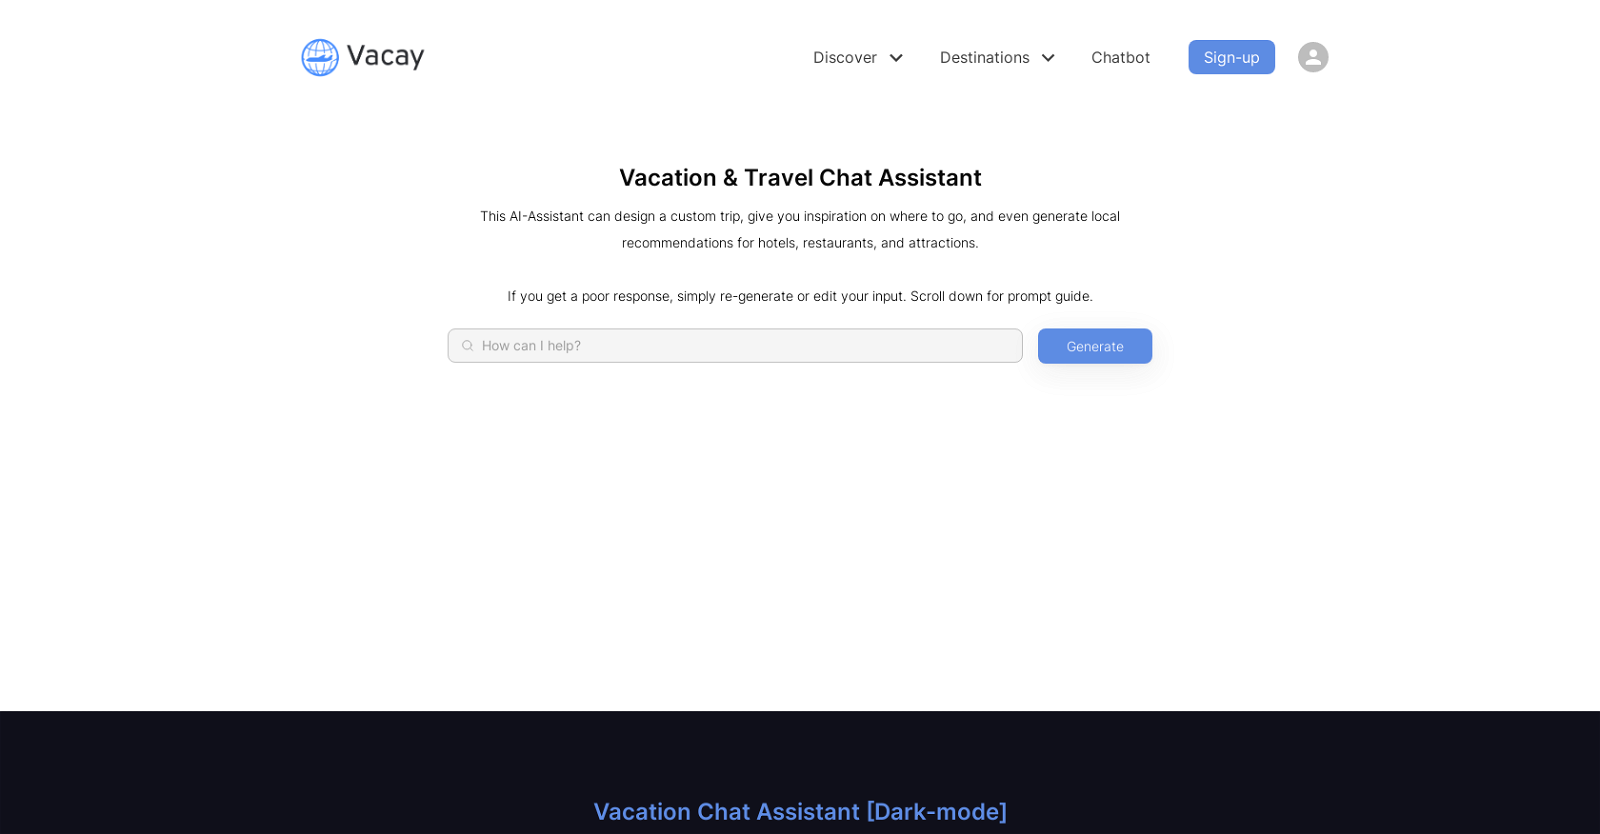 Vacay
Discover
Destinations
Chatbot
Sign-up
Vacation & Travel Chat Assistant
This AI-Assistant can design a custom trip, give you inspiration on where to go, and even generate local
recommendations for hotels, restaurants, and attractions.
If you get a poor response, simply re-generate or edit your input. Scroll down for prompt guide.
How can I help?
Generate
Vacation Chat Assistant [Dark-mode]